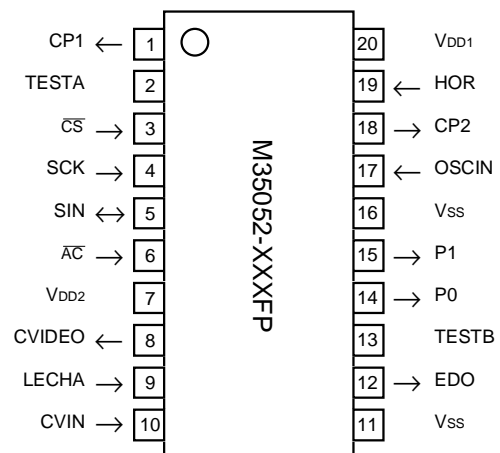 CP1 ← 1 20 VDD1
TESTA 2 19 ← HOR
C̅S̅ → 3 18 → CP2
SCK → 4 17 ← OSCIN
SIN ↔ 5 16 VSS
A̅C̅ → 6 15 → P1
VDD2 7 14 → P0
CVIDEO ← 8 13 TESTB
LECHA → 9 12 → EDO
CVIN → 10 11 VSS
M35052-XXXFP